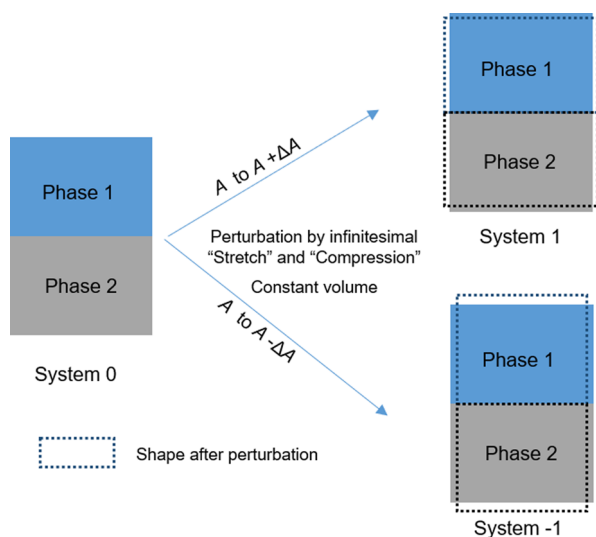 Phase 1
Phase 2
System 0
A to A +ΔA
Perturbation by infinitesimal
“Stretch” and “Compression”
Constant volume
A to A -ΔA
Phase 1
Phase 2
System 1
Phase 1
Phase 2
System -1
Shape after perturbation